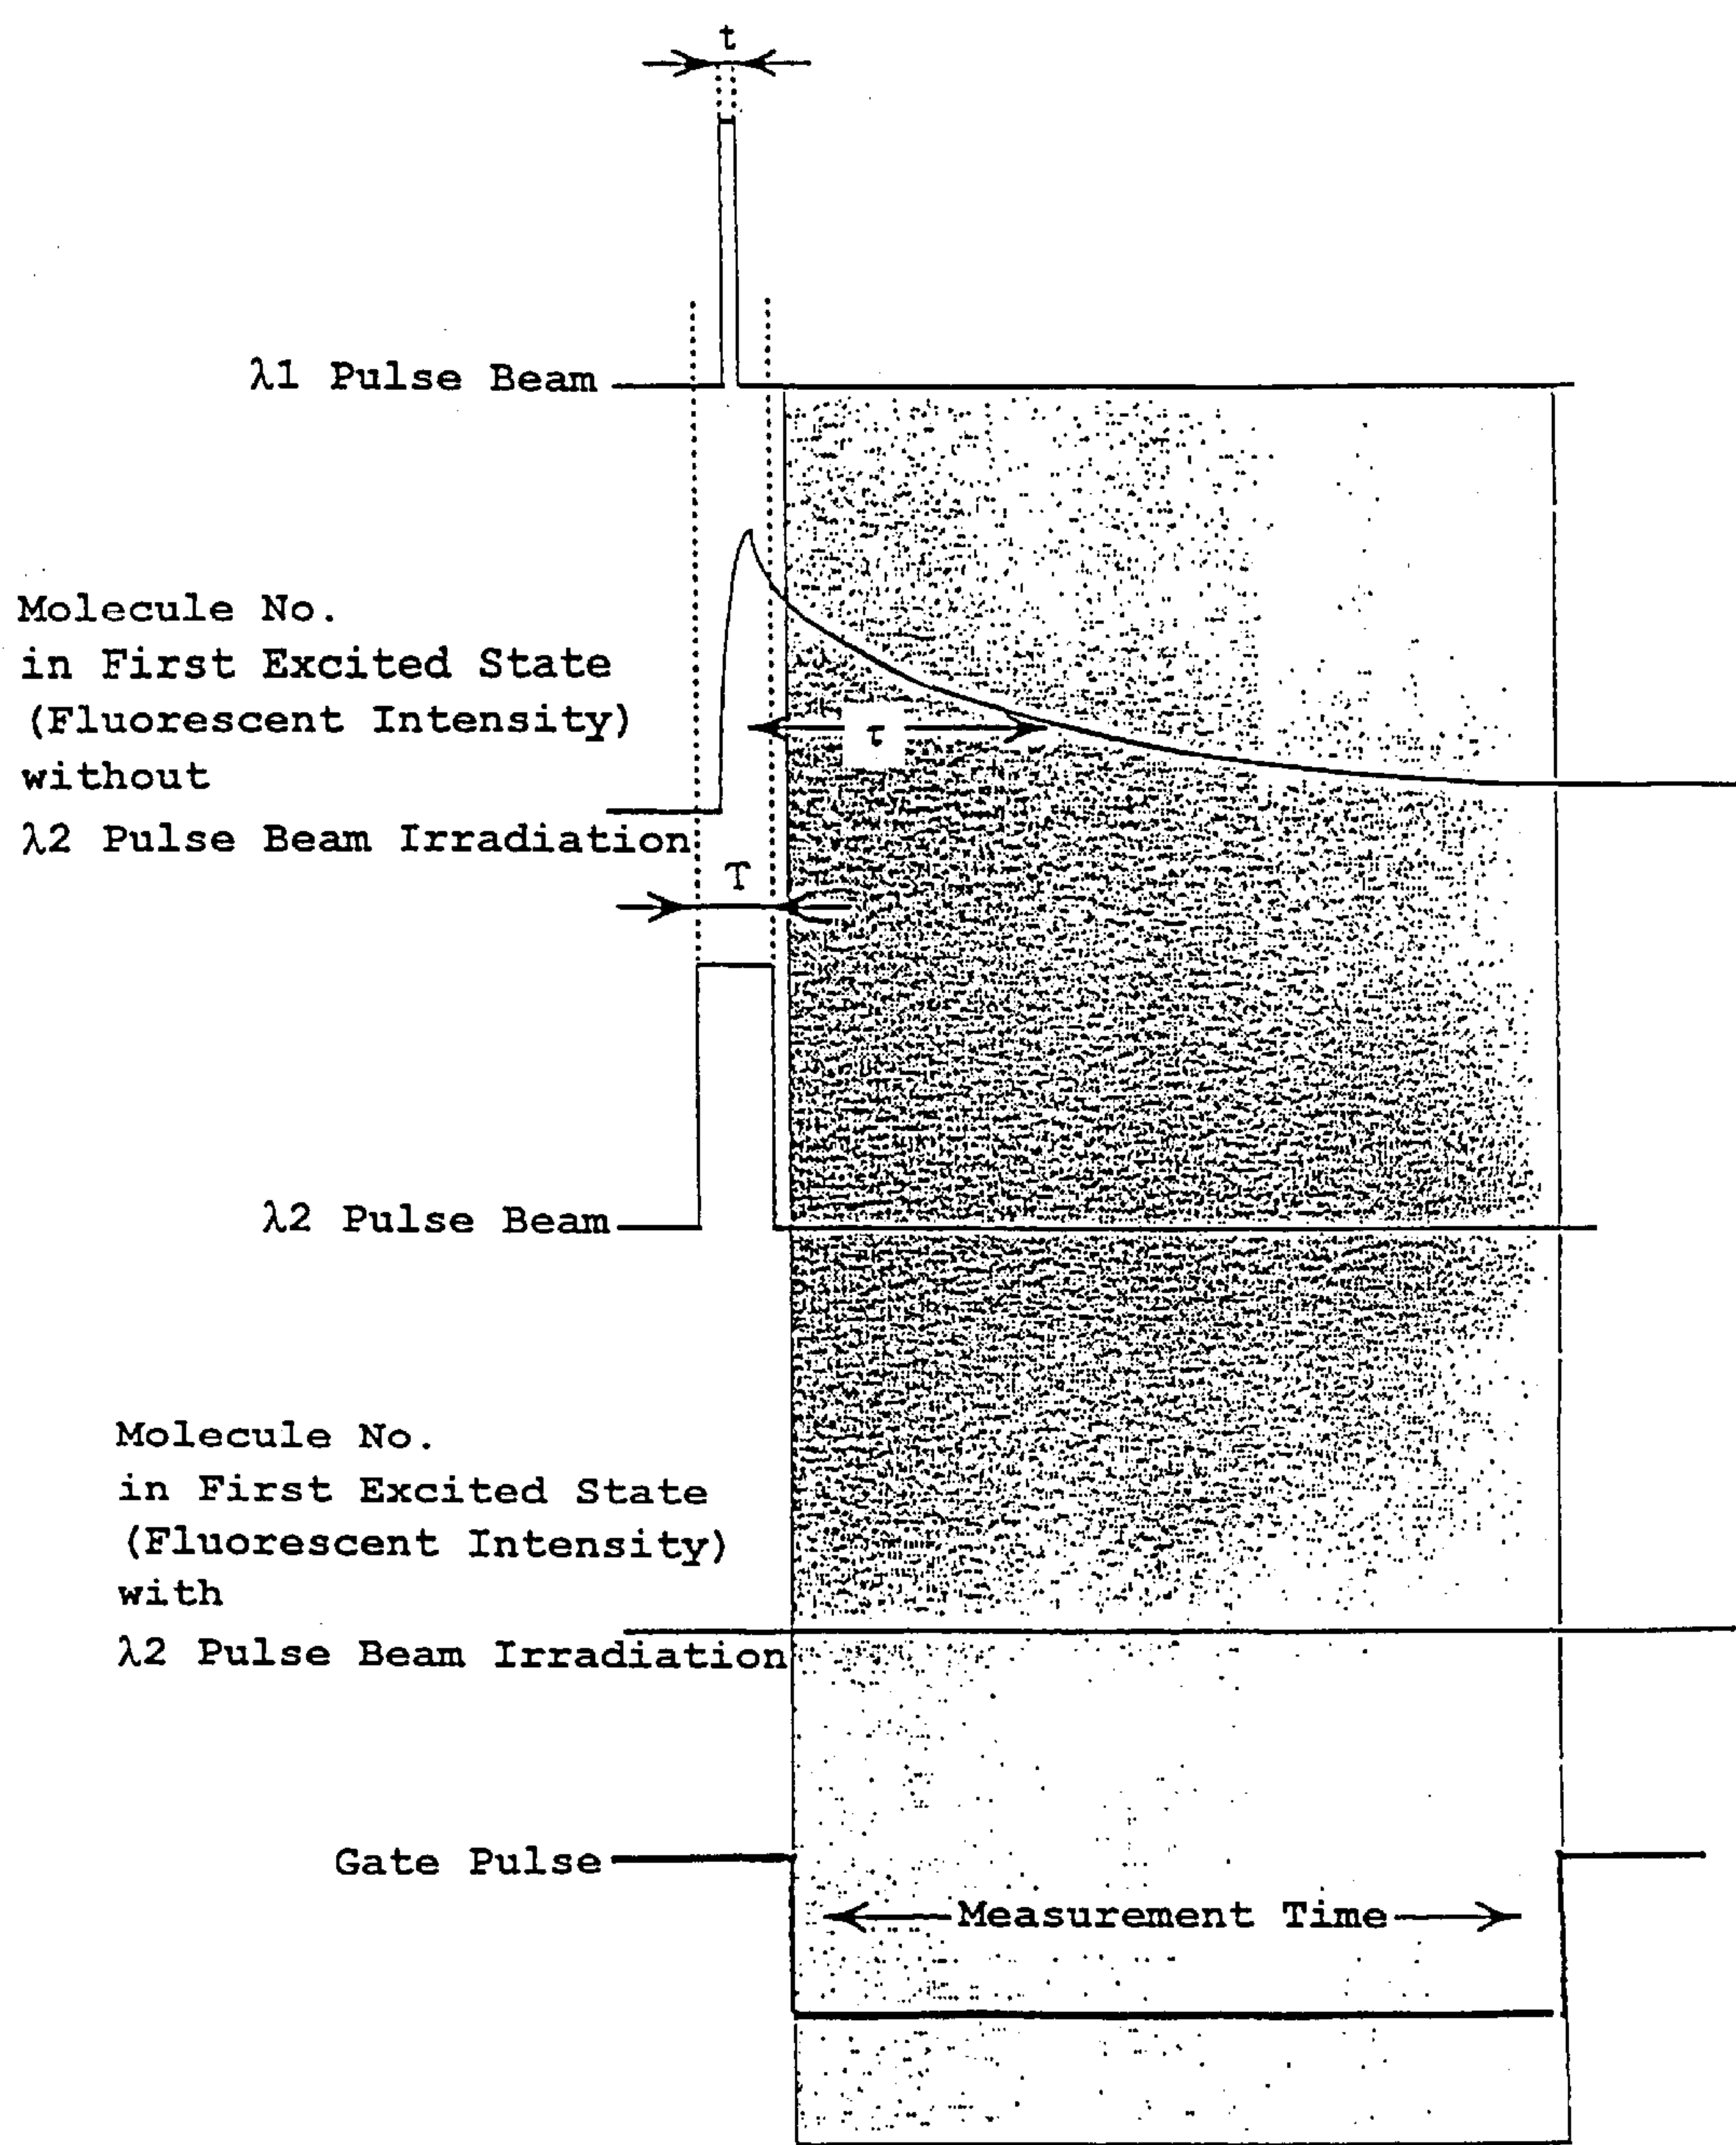 t
λ1 Pulse Beam
Molecule No.
in First Excited State
(Fluorescent Intensity)
without
λ2 Pulse Beam Irradiation
τ
T
λ2 Pulse Beam
Molecule No.
in First Excited State
(Fluorescent Intensity)
with
λ2 Pulse Beam Irradiation
Gate Pulse
Measurement Time